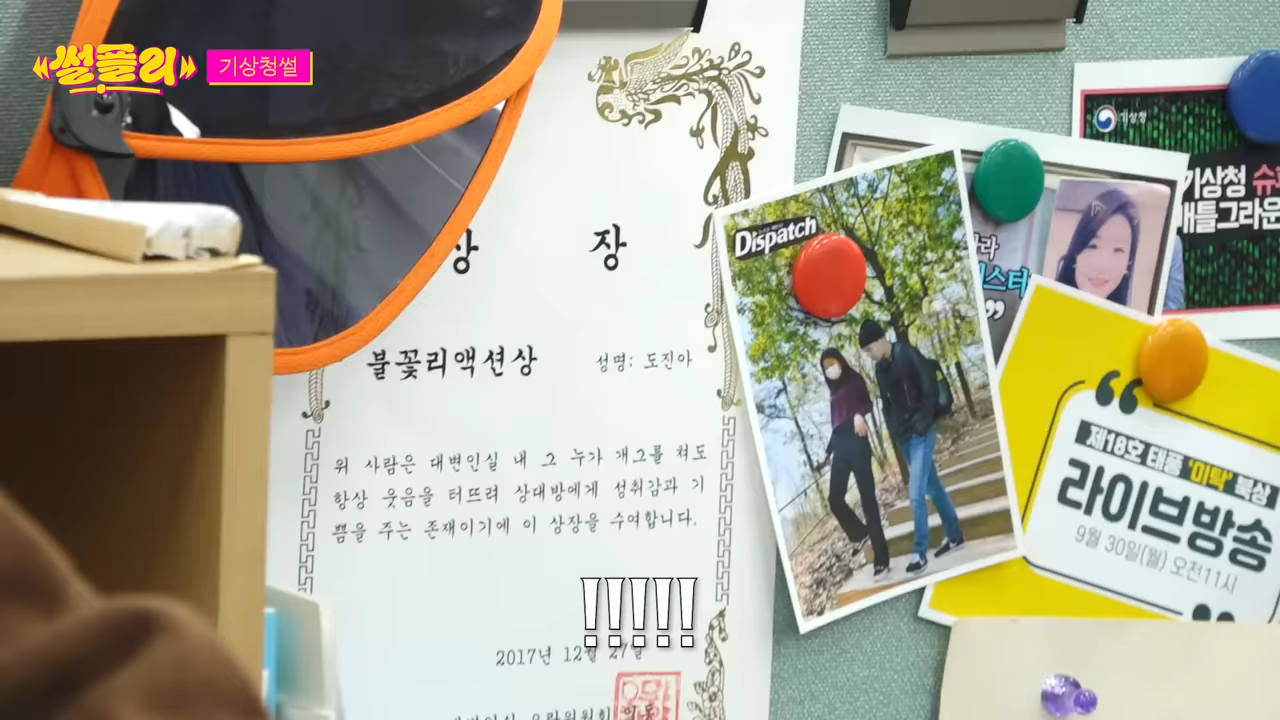 썰플리
기상청썰
상 장
불꽃리액션상 성명: 도진아
위 사람은 대변인실 내 그 누가 개그를 쳐도
항상 웃음을 터뜨려 상대방에게 성취감과 기
쁨을 주는 존재이기에 이 상장을 수여합니다.
!!!!!
2017년 12월 27일
Dispatch
기상청
기상청 슈
배틀그라운
”
“
제18호 태풍 '미탁' 북상
라이브방송
9월 30일(월) 오전11시